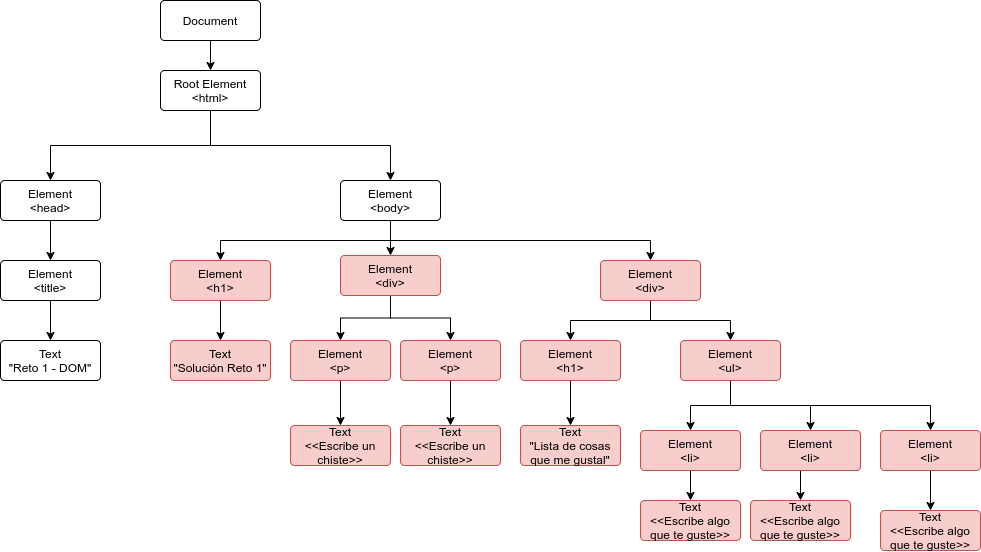 Document
Root Element
<html>
Element
<head>
Element
<body>
Element
<title>
Element
<h1>
Element
<div>
Element
<div>
Text
"Reto 1 - DOM"
Text
"Solución Reto 1"
Element
<p>
Element
<p>
Element
<h1>
Element
<ul>
Text
<<Escribe un
chiste>>
Text
<<Escribe un
chiste>>
Text
"Lista de cosas
que me gustal"
Element
<li>
Element
<li>
Element
<li>
Text
<<Escribe algo
que te guste>>
Text
<<Escribe algo
que te guste>>
Text
<<Escribe algo
que te guste>>